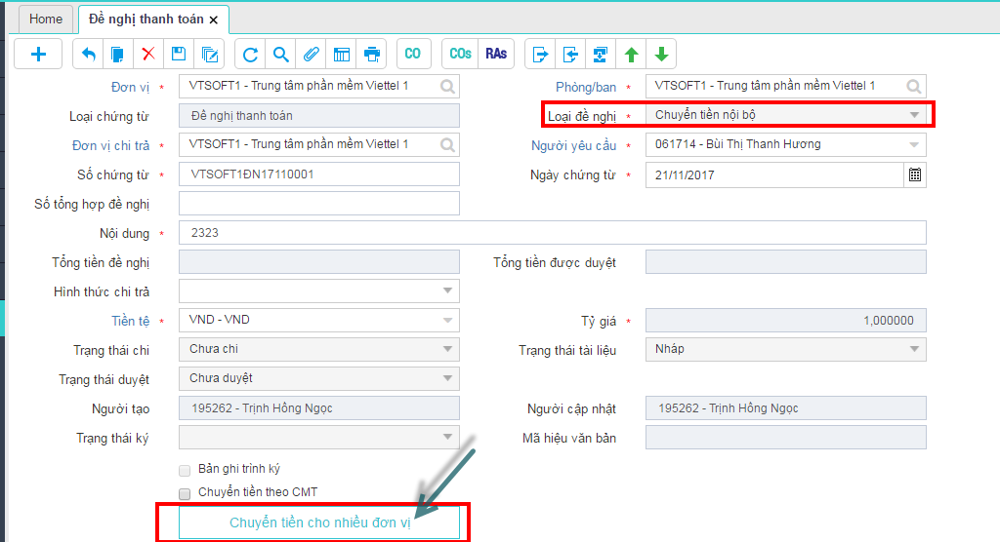 Home Đề nghị thanh toán ×
CO COs RAs
Đơn vị * VTSOFT1 - Trung tâm phần mềm Viettel 1 Phòng/ban * VTSOFT1 - Trung tâm phần mềm Viettel 1
Loại chứng từ Đề nghị thanh toán Loại đề nghị * Chuyển tiền nội bộ
Đơn vị chi trả * VTSOFT1 - Trung tâm phần mềm Viettel 1 Người yêu cầu * 061714 - Bùi Thị Thanh Hương
Số chứng từ * VTSOFT1ĐN17110001 Ngày chứng từ * 21/11/2017
Số tổng hợp đề nghị
Nội dung * 2323
Tổng tiền đề nghị Tổng tiền được duyệt
Hình thức chi trả
Tiền tệ * VND - VND Tỷ giá * 1,000000
Trạng thái chi Chưa chi Trạng thái tài liệu Nháp
Trạng thái duyệt Chưa duyệt
Người tạo 195262 - Trịnh Hồng Ngọc Người cập nhật 195262 - Trịnh Hồng Ngọc
Trạng thái ký Mã hiệu văn bản
Bản ghi trình ký
Chuyển tiền theo CMT
Chuyển tiền cho nhiều đơn vị